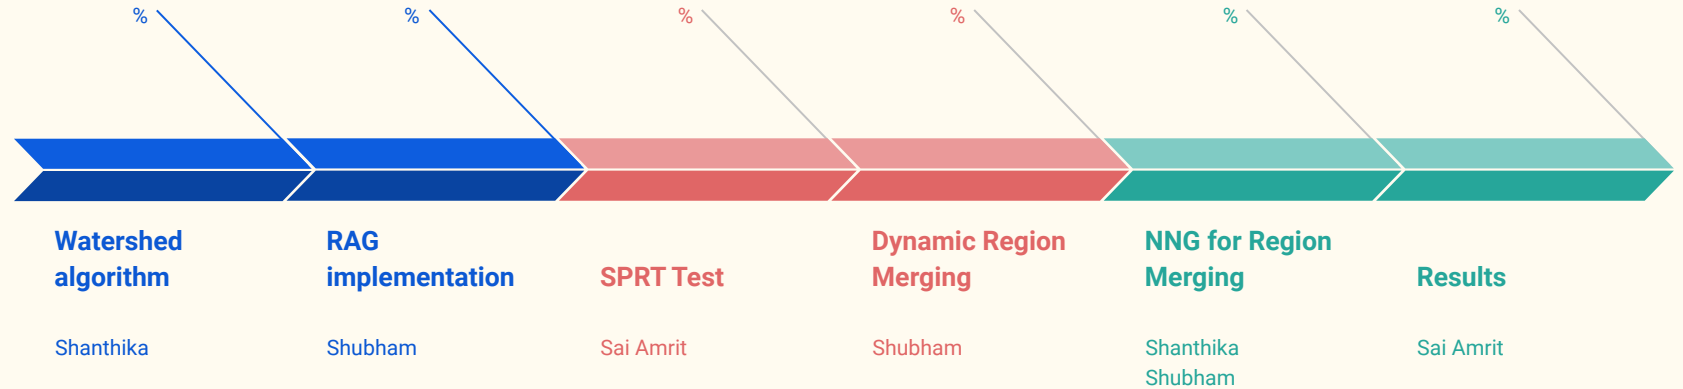 % % % % % %
Watershed
algorithm
RAG
implementation
SPRT Test
Dynamic Region
Merging
NNG for Region
Merging
Results
Shanthika
Shubham
Sai Amrit
Shubham
Shanthika
Shubham
Sai Amrit